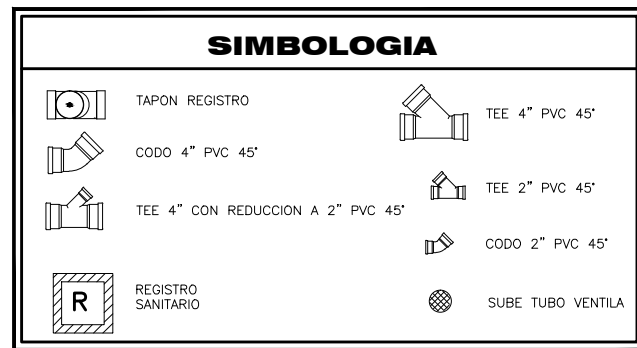 SIMBOLOGIA
TAPON REGISTRO
CODO 4" PVC 45°
TEE 4" CON REDUCCION A 2" PVC 45°
R
REGISTRO
SANITARIO
TEE 4" PVC 45°
TEE 2" PVC 45°
CODO 2" PVC 45°
SUBE TUBO VENTILA